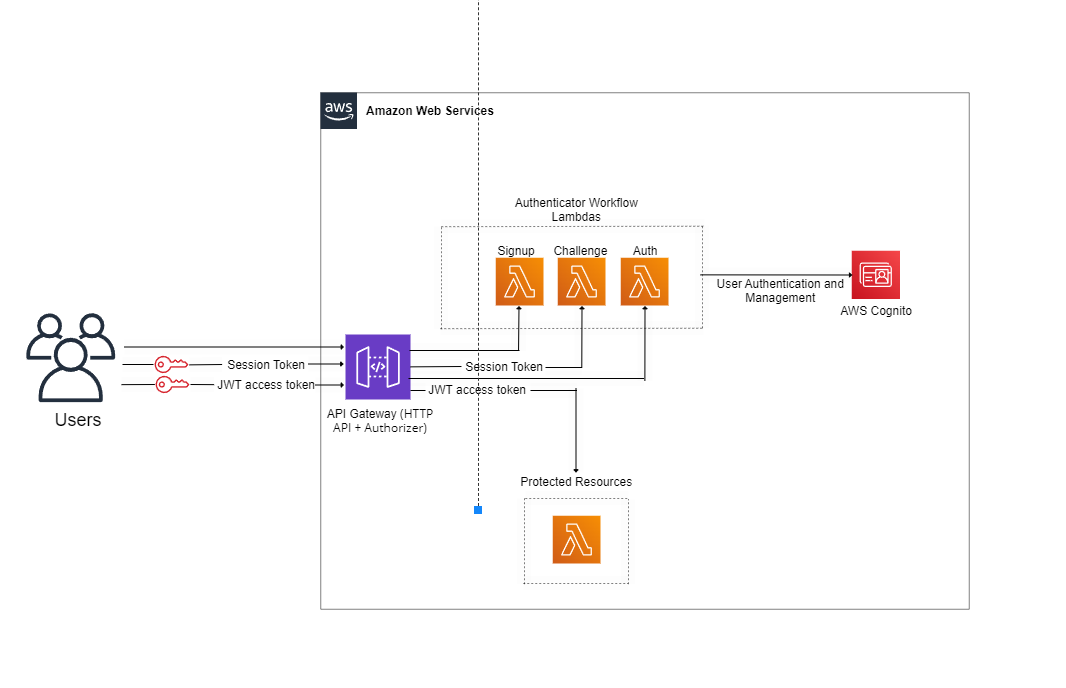 aws
Amazon Web Services
Authenticator Workflow
Lambdas
Signup
Challenge
Auth
User Authentication and
Management
AWS Cognito
Session Token
JWT access token
Users
Session Token
JWT access token
API Gateway (HTTP
API + Authorizer)
Protected Resources